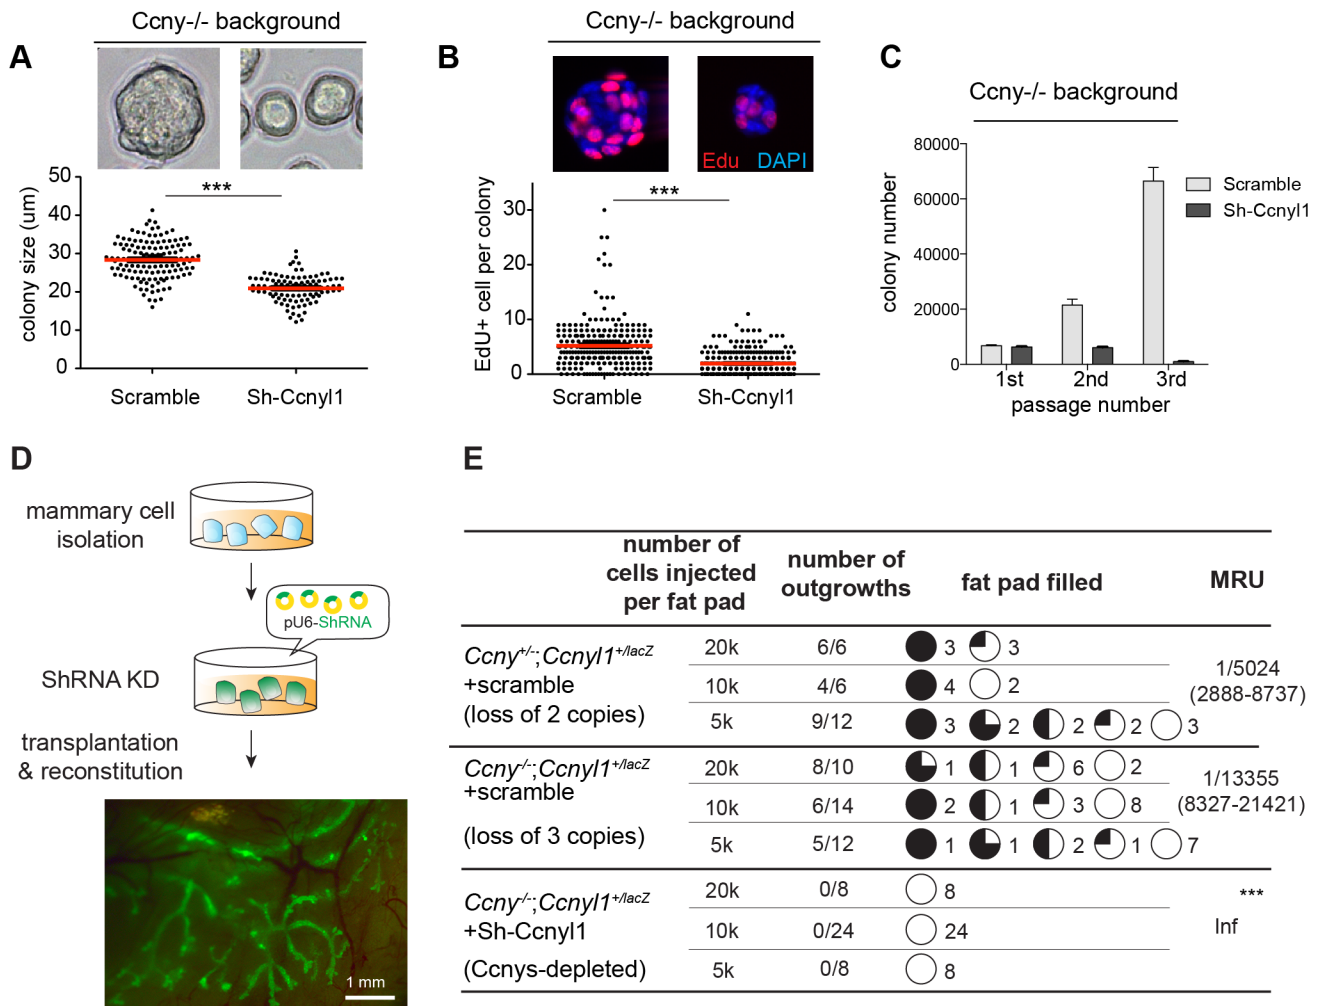 A
Ccny-/- background
colony size (um)
50
40
30
20
10
0
***
Scramble
Sh-Ccnyl1
B
Ccny-/- background
Edu DAPI
EdU+ cell per colony
30
20
10
0
***
Scramble
Sh-Ccnyl1
C
Ccny-/- background
colony number
80000
60000
40000
20000
0
1st
2nd
3rd
passage number
Scramble
Sh-Ccnyl1
D
mammary cell
isolation
pU6-ShRNA
ShRNA KD
transplantation
& reconstitution
1 mm
E
number of
cells injected
per fat pad
number of
outgrowths
fat pad filled
MRU
Ccny+/-;Ccnyl1+/lacZ
+scramble
(loss of 2 copies)
20k 6/6 3 3
10k 4/6 4 2
5k 9/12 3 2 2 2 3
1/5024
(2888-8737)
Ccny-/-;Ccnyl1+/lacZ
+scramble
(loss of 3 copies)
20k 8/10 1 1 6 2
10k 6/14 2 1 3 8
5k 5/12 1 1 2 1 7
1/13355
(8327-21421)
Ccny-/-;Ccnyl1+/lacZ
+Sh-Ccnyl1
(Ccnys-depleted)
20k 0/8 8
10k 0/24 24
5k 0/8 8
***
Inf